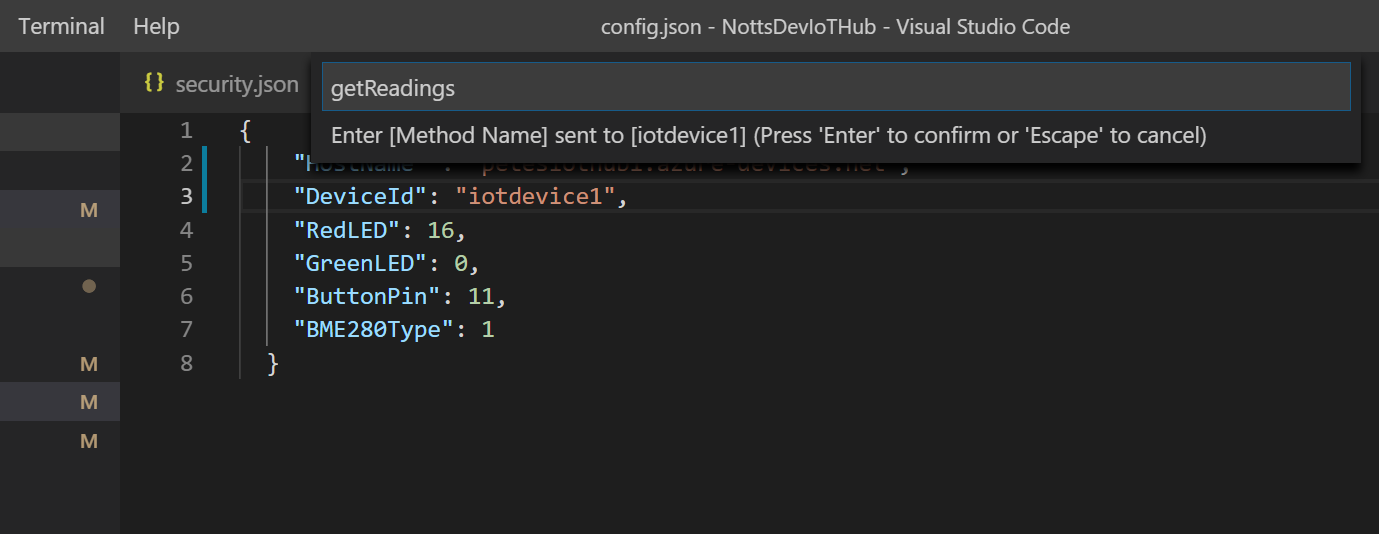 Terminal Help config.json - NottsDevIoTHub - Visual Studio Code
{} security.json
getReadings
Enter [Method Name] sent to [iotdevice1] (Press 'Enter' to confirm or 'Escape' to cancel)
1 {
2 "HostName"
3 "DeviceId": "iotdevice1",
M
4 "RedLED": 16,
5 "GreenLED": 0,
6 "ButtonPin": 11,
7 "BME280Type": 1
8 }
M
M
M